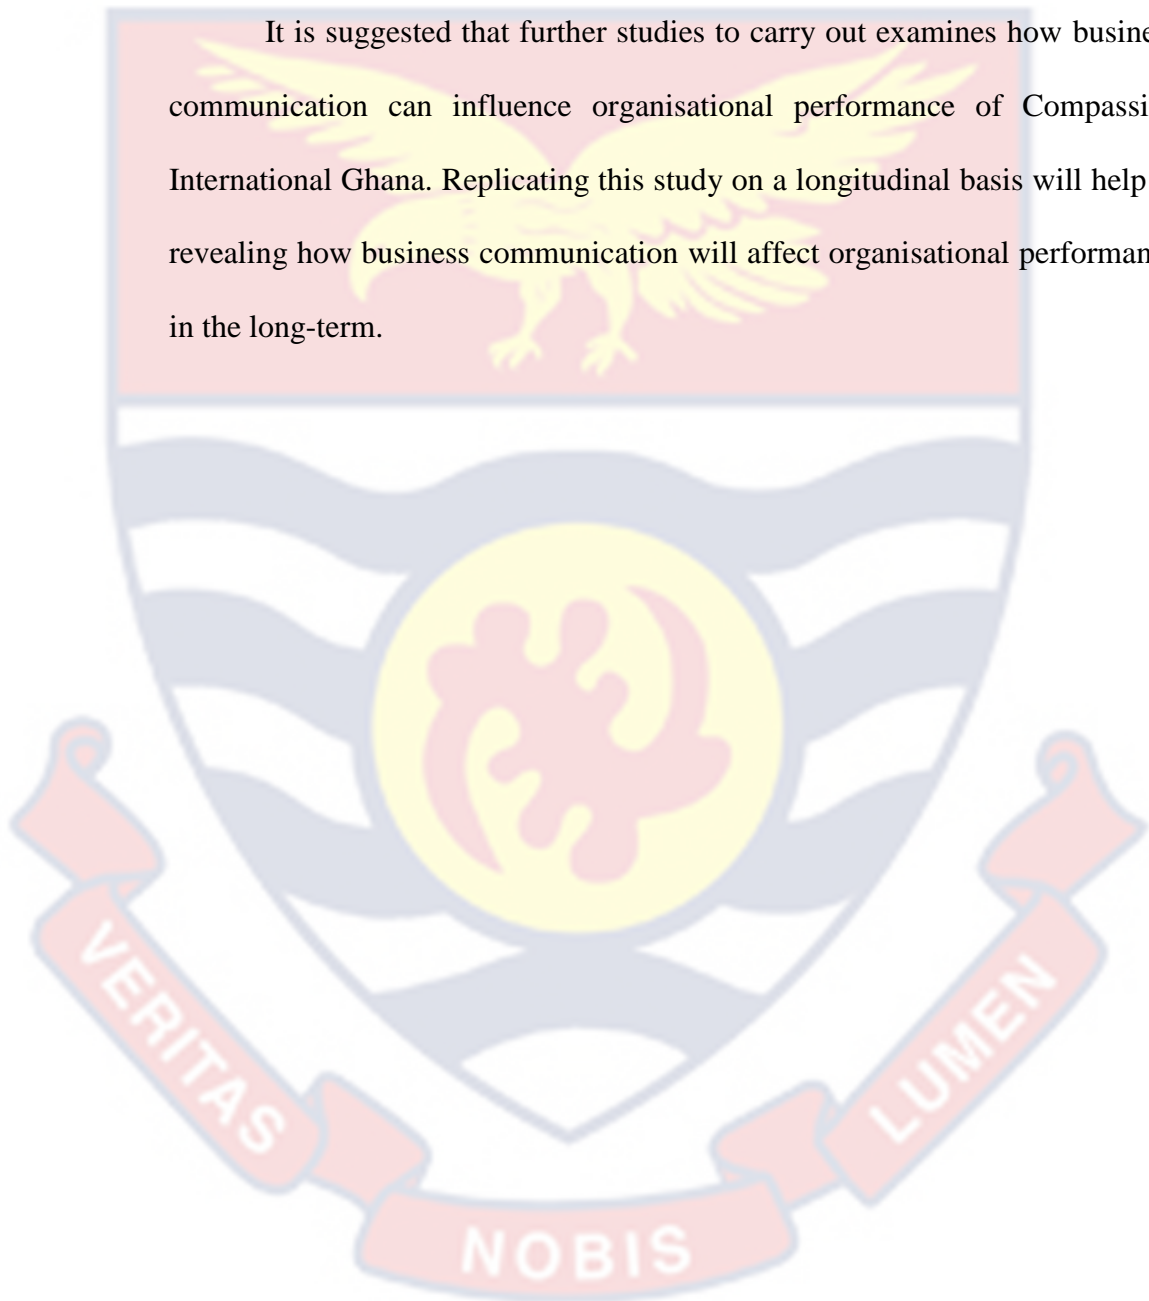 It is suggested that further studies to carry out examines how busine
communication can influence organisational performance of Compassi
International Ghana. Replicating this study on a longitudinal basis will help
revealing how business communication will affect organisational performan
in the long-term.
VERITAS
NOBIS
LUMEN